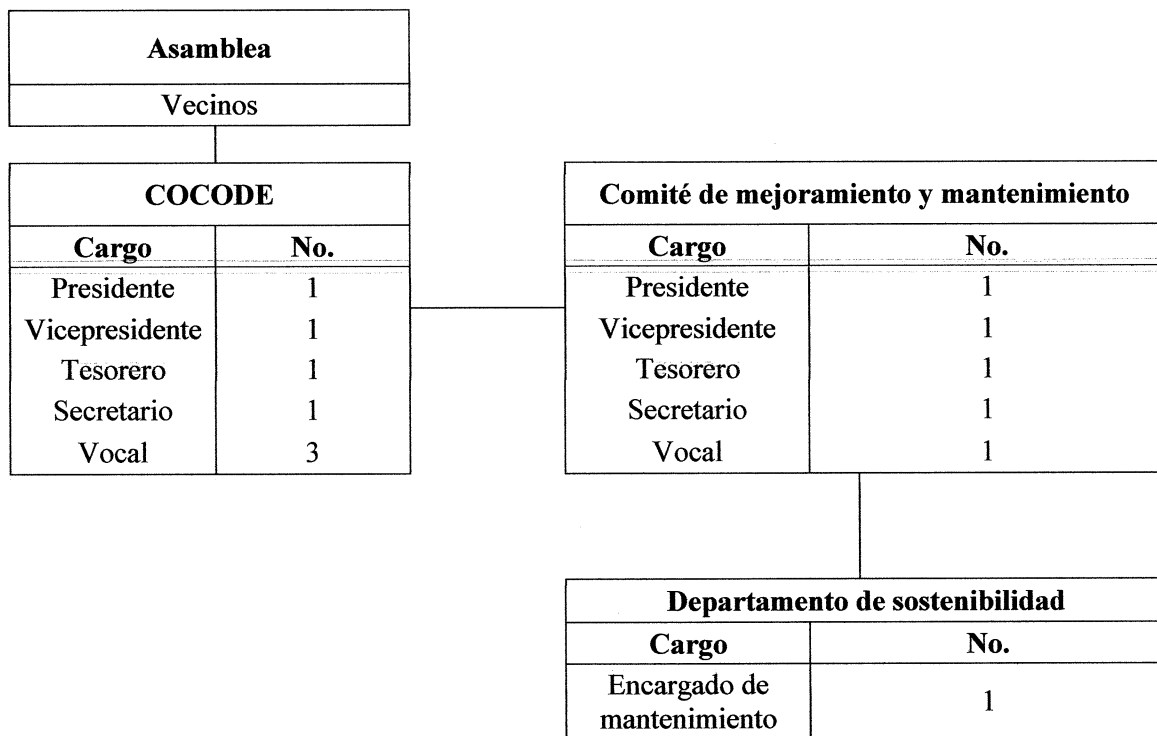 Asamblea
Vecinos
COCODE
Cargo No.
Presidente 1
Vicepresidente 1
Tesorero 1
Secretario 1
Vocal 3
Comité de mejoramiento y mantenimiento
Cargo No.
Presidente 1
Vicepresidente 1
Tesorero 1
Secretario 1
Vocal 1
Departamento de sostenibilidad
Cargo No.
Encargado de
mantenimiento 1